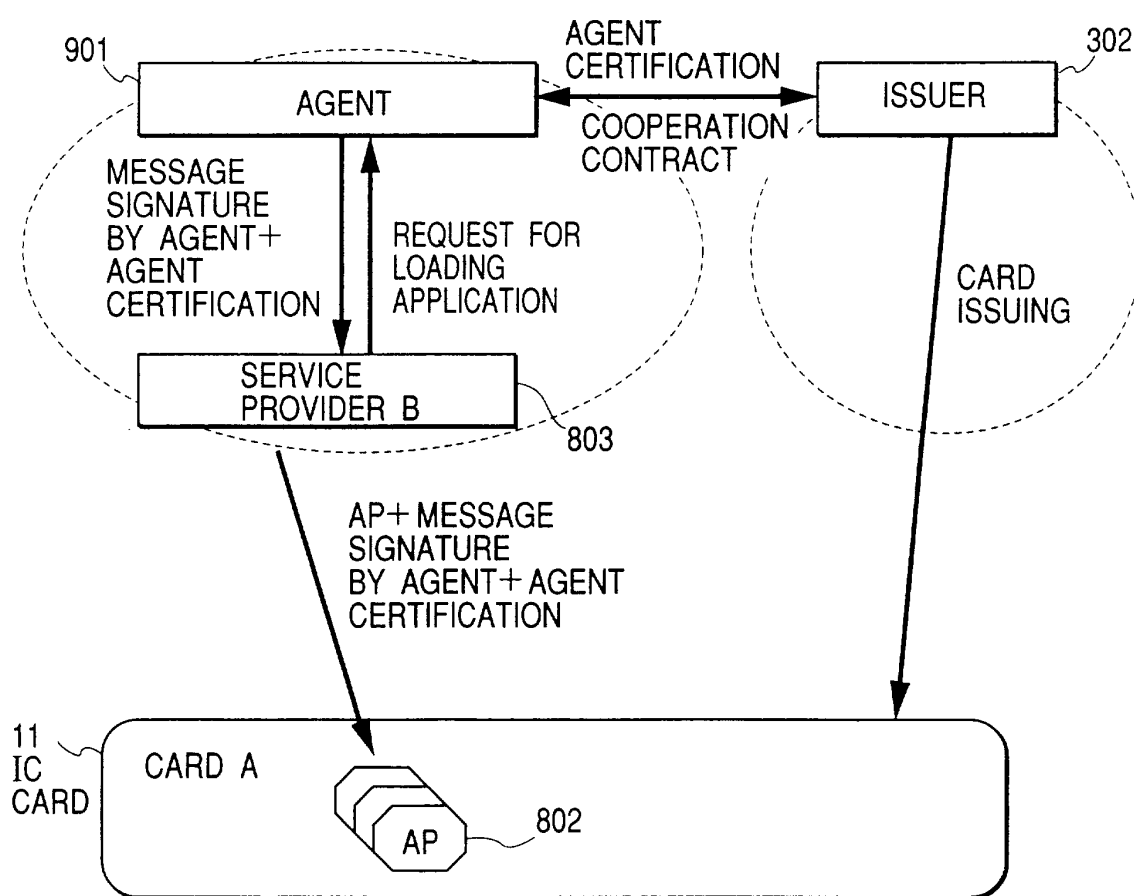 901
AGENT
AGENT
CERTIFICATION
COOPERATION
CONTRACT
302
ISSUER
MESSAGE
SIGNATURE
BY AGENT+
AGENT
CERTIFICATION
REQUEST FOR
LOADING
APPLICATION
CARD
ISSUING
SERVICE
PROVIDER B
803
AP+MESSAGE
SIGNATURE
BY AGENT+AGENT
CERTIFICATION
11
IC
CARD
CARD A
AP
802